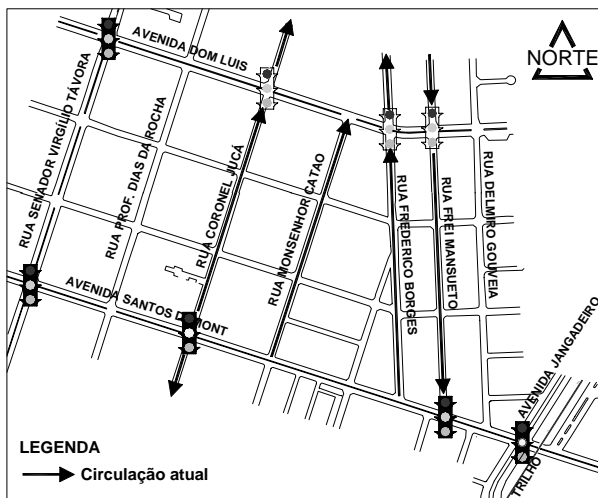 AVENIDA DOM LUIS
NORTE
RUA SENADOR VIRGÍLIO TÁVORA
RUA PROF. DIAS DA ROCHA
RUA CORONEL JUCÁ
RUA MONSENHOR CATAO
RUA FREDERICO BORGES
RUA FREI MANSUETO
RUA DELMIRO GOUVEIA
AVENIDA SANTOS DUMONT
AVENIDA JANGADEIRO
TRILHO
LEGENDA
Circulação atual